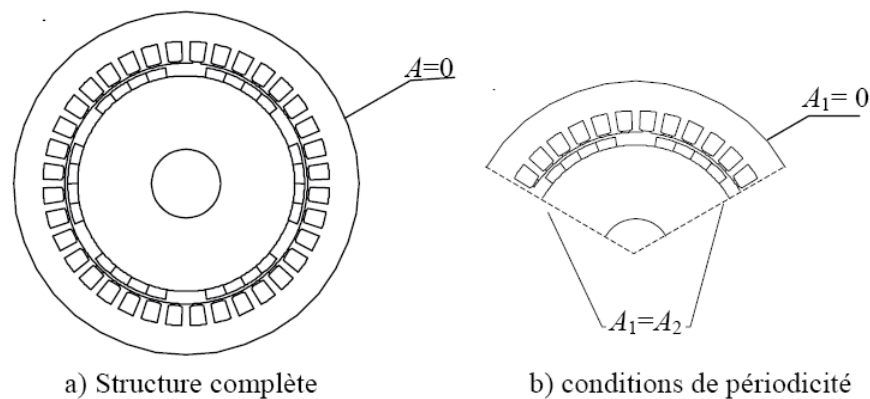 A=0
A₁= 0
A₁=A₂
a) Structure complète
b) conditions de périodicité